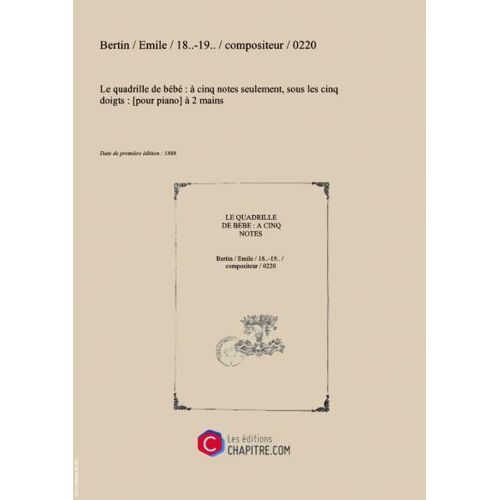 Bertin / Emile / 18..-19.. / compositeur / 0220
Le quadrille de bébé : à cinq notes seulement, sous les cinq
doigts : [pour piano] à 2 mains
Date de première édition : 1888
LE QUADRILLE
DE BEBE : A CINQ
NOTES
Bertin / Emile / 18..-19.. /
compositeur / 0220
C
Les éditions
CHAPITRE.COM